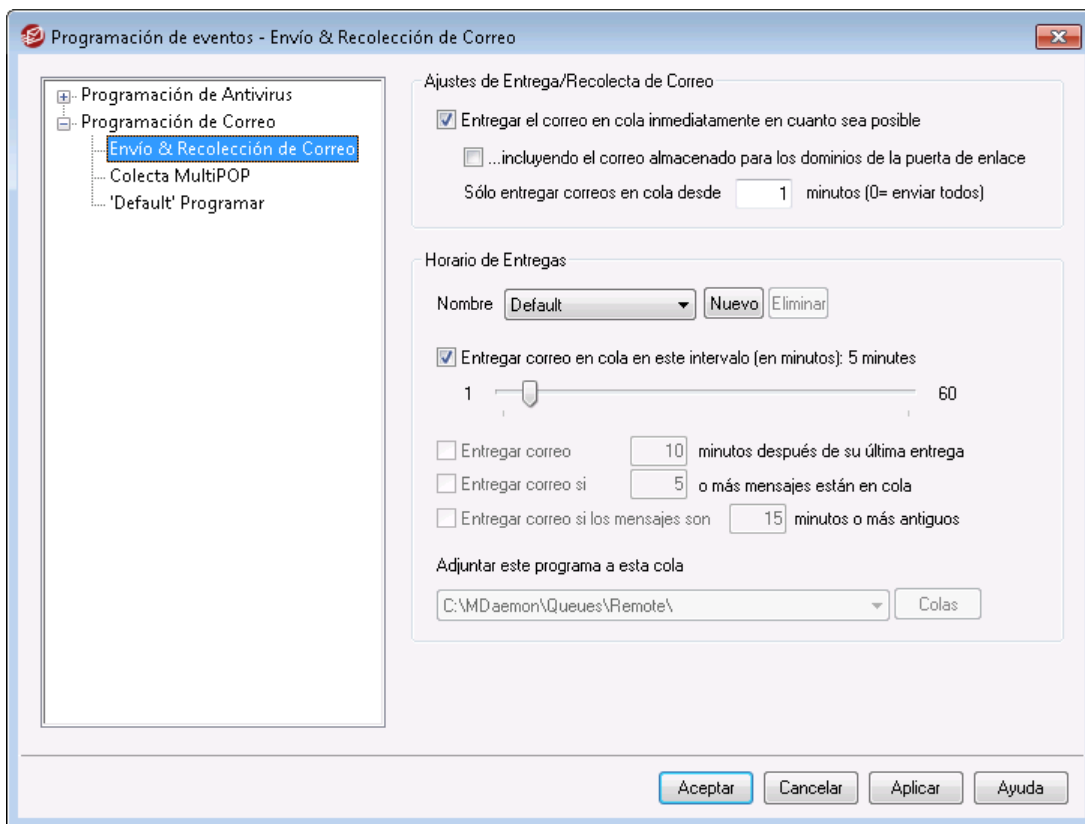 Programación de eventos - Envío & Recolección de Correo
Programación de Antivirus
Programación de Correo
Envío & Recolección de Correo
Colecta MultiPOP
'Default' Programar
Ajustes de Entrega/Recolecta de Correo
Entregar el correo en cola inmediatamente en cuanto sea posible
...incluyendo el correo almacenado para los dominios de la puerta de enlace
Sólo entregar correos en cola desde 1 minutos (0= enviar todos)
Horario de Entregas
Nombre Default Nuevo Eliminar
Entregar correo en cola en este intervalo (en minutos): 5 minutes
1 60
Entregar correo 10 minutos después de su última entrega
Entregar correo si 5 o más mensajes están en cola
Entregar correo si los mensajes son 15 minutos o más antiguos
Adjuntar este programa a esta cola
C:\MDaemon\Queues\Remote\ Colas
Aceptar Cancelar Aplicar Ayuda